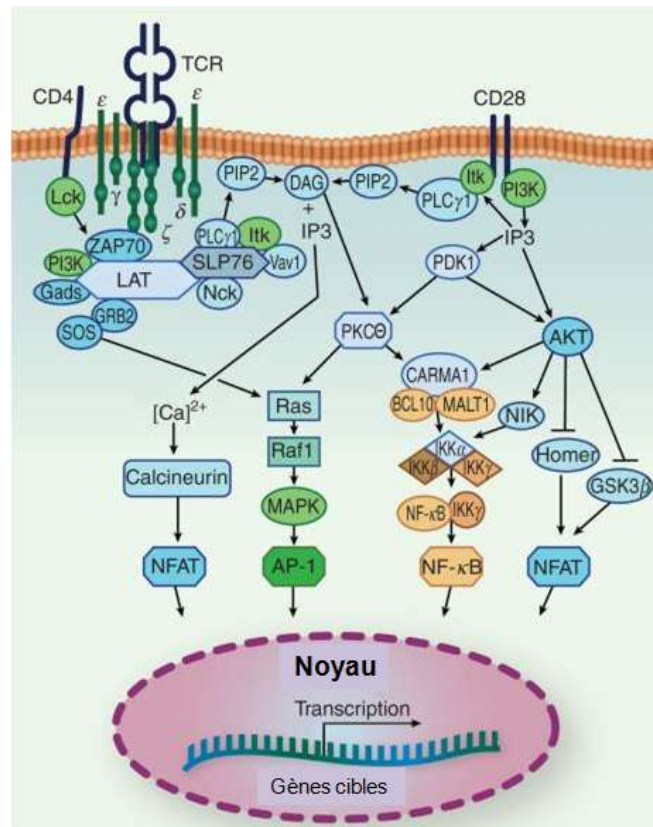 TCR
CD4
CD28
ε
ε
γ
δ
ζ
Lck
PIP2
DAG
PIP2
PLCγ1
Itk
PI3K
+
IP3
IP3
ZAP70
PI3K
LAT
Gads
GRB2
SOS
PLCγ1
Itk
SLP76
Vav1
Nck
PDK1
PKCΘ
AKT
CARMA1
BCL10
MALT1
NIK
[Ca]2+
Ras
Raf1
IKKα
IKKβ
IKKγ
Homer
GSK3β
Calcineurin
MAPK
NF-κB
IKKγ
NFAT
AP-1
NF-κB
NFAT
Noyau
Transcription
Gènes cibles